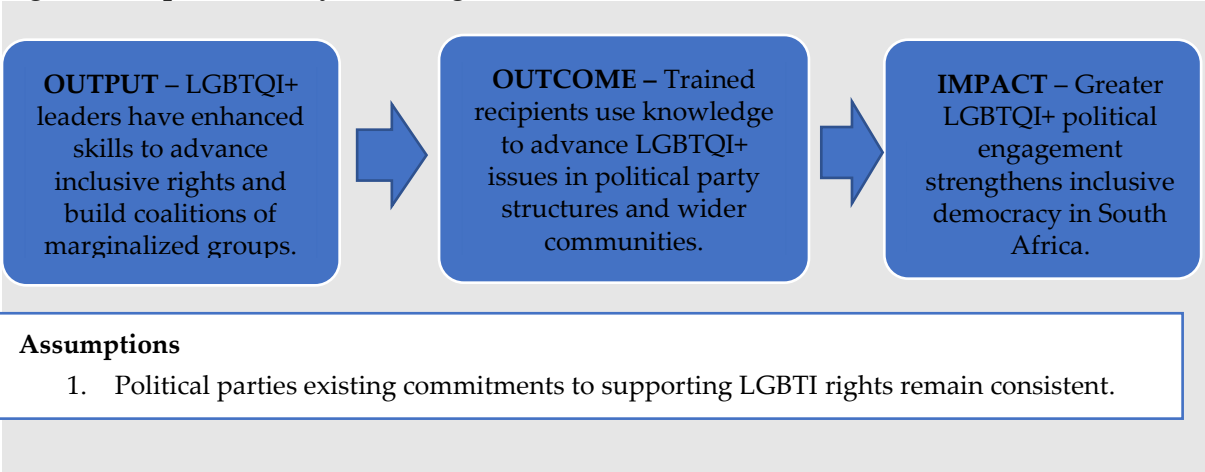 OUTPUT – LGBTQI+
leaders have enhanced
skills to advance
inclusive rights and
build coalitions of
marginalized groups.
OUTCOME – Trained
recipients use knowledge
to advance LGBTQI+
issues in political party
structures and wider
communities.
IMPACT – Greater
LGBTQI+ political
engagement
strengthens inclusive
democracy in South
Africa.
Assumptions
1. Political parties existing commitments to supporting LGBTI rights remain consistent.